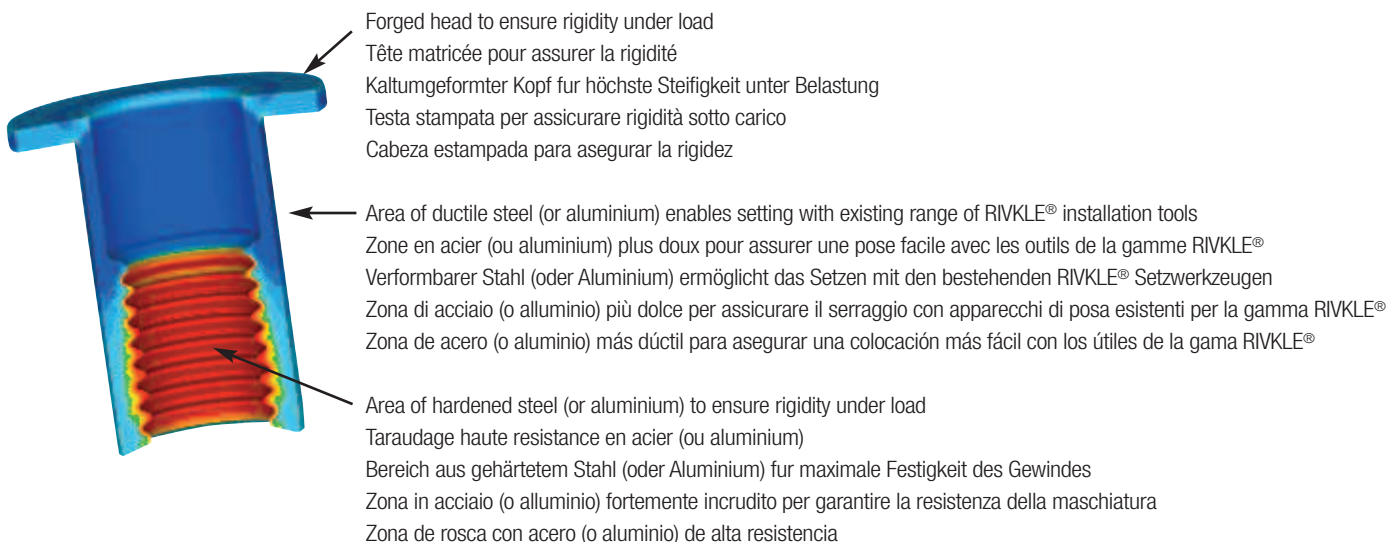 Forged head to ensure rigidity under load
Tête matricée pour assurer la rigidité
Kaltumgeformter Kopf fur höchste Steifigkeit unter Belastung
Testa stampata per assicurare rigidità sotto carico
Cabeza estampada para asegurar la rigidez
Area of ductile steel (or aluminium) enables setting with existing range of RIVKLE® installation tools
Zone en acier (ou aluminium) plus doux pour assurer une pose facile avec les outils de la gamme RIVKLE®
Verformbarer Stahl (oder Aluminium) ermöglicht das Setzen mit den bestehenden RIVKLE® Setzwerkzeugen
Zona di acciaio (o alluminio) più dolce per assicurare il serraggio con apparecchi di posa esistenti per la gamma RIVKLE®
Zona de acero (o aluminio) más dúctil para asegurar una colocación más fácil con los útiles de la gama RIVKLE®
Area of hardened steel (or aluminium) to ensure rigidity under load
Taraudage haute resistance en acier (ou aluminium)
Bereich aus gehärtetem Stahl (oder Aluminium) fur maximale Festigkeit des Gewindes
Zona in acciaio (o alluminio) fortemente incrudito per garantire la resistenza della maschiatura
Zona de rosca con acero (o aluminio) de alta resistencia